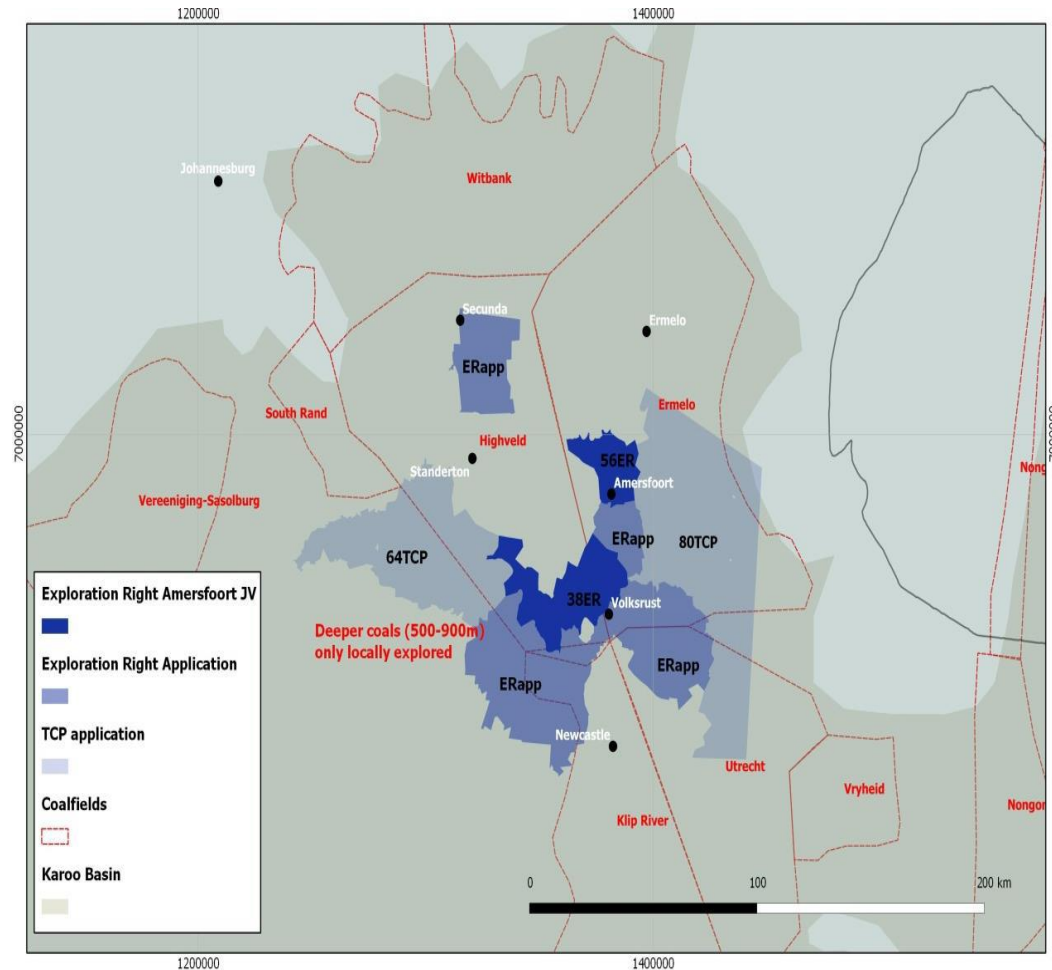 1200000
1400000
Johannesburg
Witbank
Secunda
Ermelo
ERapp
South Rand
Ermelo
7000000
Highveld
56ER
Standerton
Nong
Vereeniging-Sasolburg
Amersfoort
ERapp
80TCP
64TCP
38ER
Volksrust
Deeper coals (500-900m)
only locally explored
ERapp
ERapp
Newcastle
Utrecht
Vryheid
Klip River
Nongor
Exploration Right Amersfoort JV
Exploration Right Application
TCP application
Coalfields
Karoo Basin
0
100
200 km
1200000
1400000